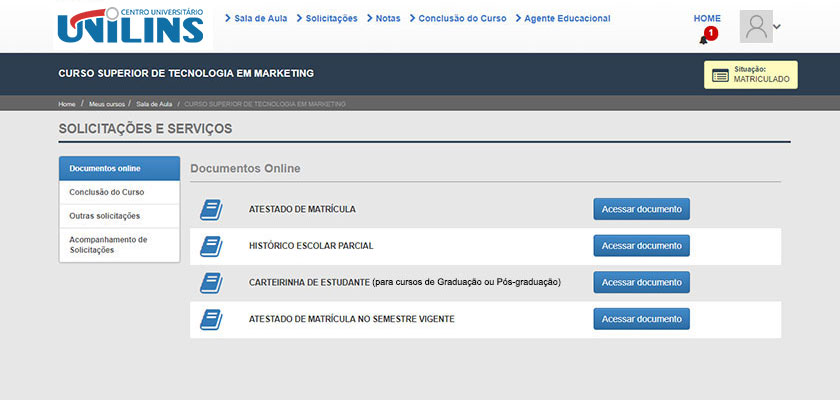 CENTRO UNIVERSITÁRIO
UNILINS
Sala de Aula Solicitações Notas Conclusão do Curso Agente Educacional
HOME
1
CURSO SUPERIOR DE TECNOLOGIA EM MARKETING
Situação:
MATRICULADO
Home / Meus cursos / Sala de Aula / CURSO SUPERIOR DE TECNOLOGIA EM MARKETING
SOLICITAÇÕES E SERVIÇOS
Documentos online
Conclusão do Curso
Outras solicitações
Acompanhamento de
Solicitações
Documentos Online
ATESTADO DE MATRÍCULA Acessar documento
HISTÓRICO ESCOLAR PARCIAL Acessar documento
CARTEIRINHA DE ESTUDANTE (para cursos de Graduação ou Pós-graduação) Acessar documento
ATESTADO DE MATRÍCULA NO SEMESTRE VIGENTE Acessar documento